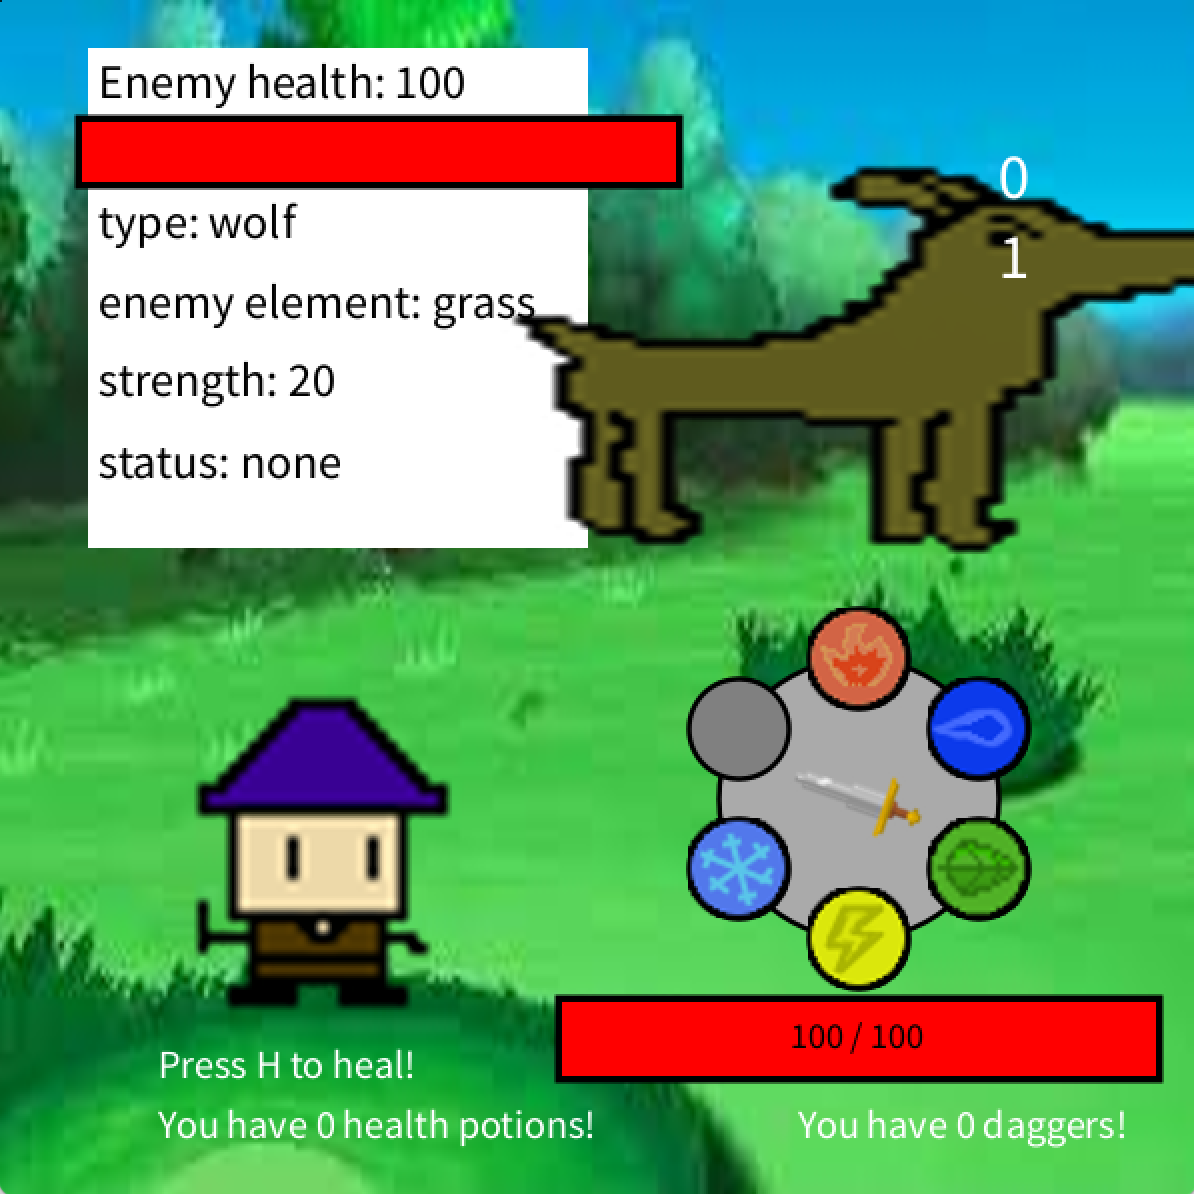 Enemy health: 100
type: wolf
enemy element: grass
strength: 20
status: none
0
1
100 / 100
Press H to heal!
You have 0 health potions!
You have 0 daggers!